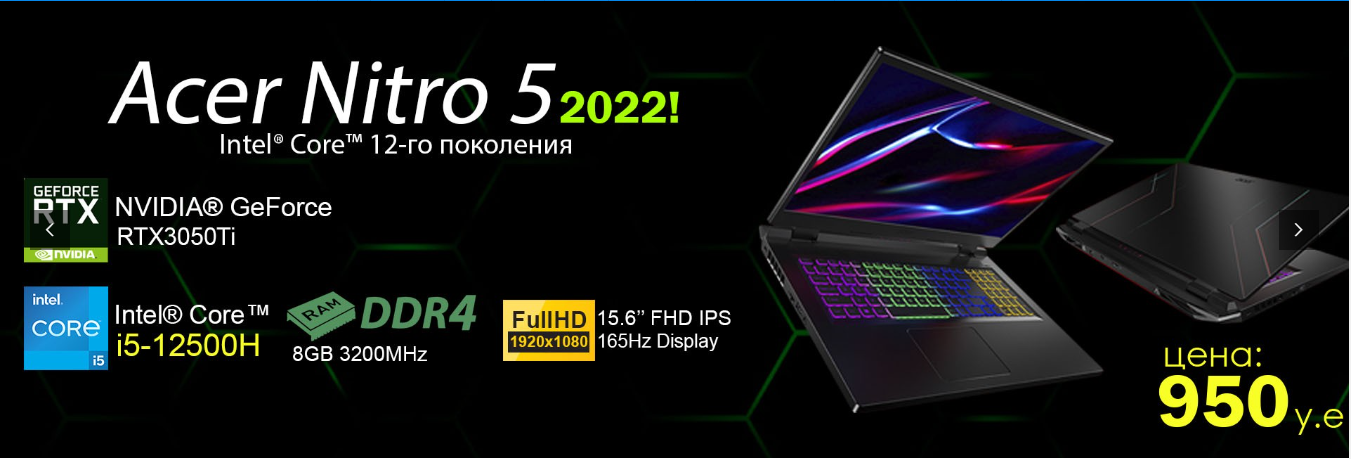 Acer Nitro 5 2022!
Intel® Core™ 12-го поколения
GEFORCE
RTX
NVIDIA
NVIDIA® GeForce
RTX3050Ti
intel.
CORE
i5
Intel® Core™
i5-12500H
RAM
DDR4
8GB 3200MHz
FullHD
1920x1080
15.6’’ FHD IPS
165Hz Display
acer
цена:
950 у.е